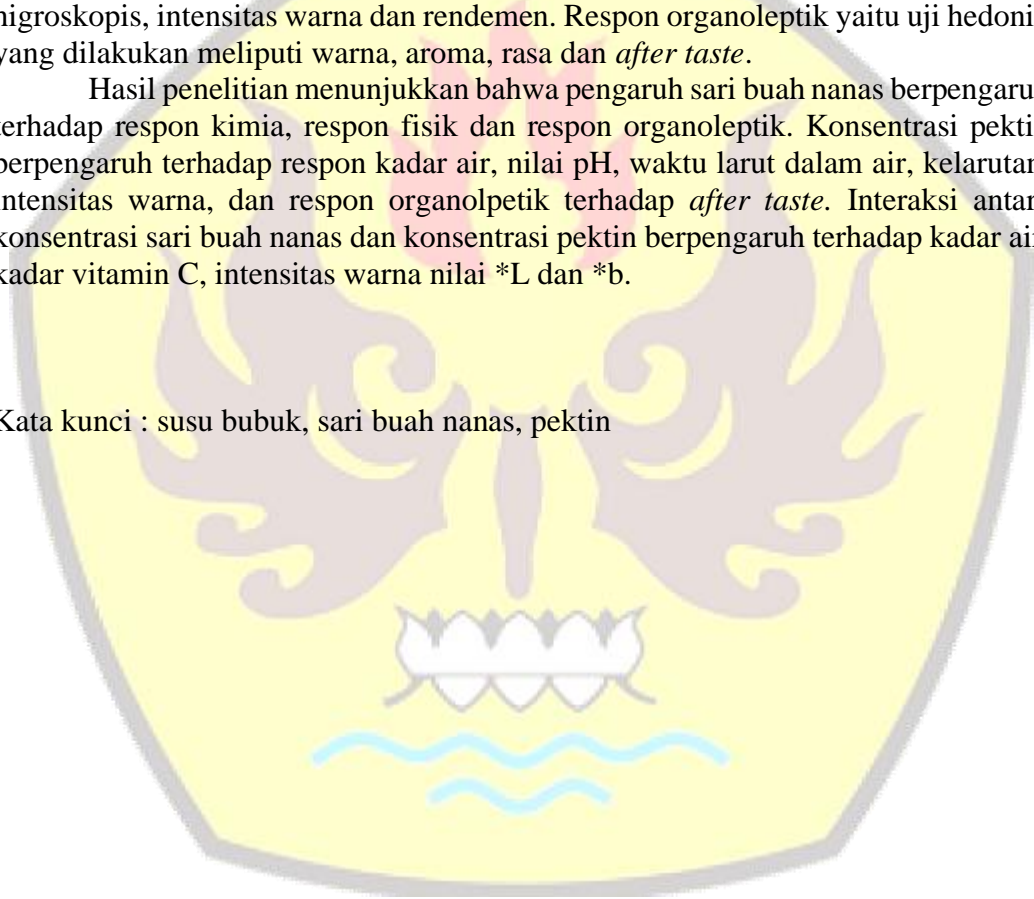 higroskopis, intensitas warna dan rendemen. Respon organoleptik yaitu uji hedoni
yang dilakukan meliputi warna, aroma, rasa dan after taste.
Hasil penelitian menunjukkan bahwa pengaruh sari buah nanas berpengaru
terhadap respon kimia, respon fisik dan respon organoleptik. Konsentrasi pekti
berpengaruh terhadap respon kadar air, nilai pH, waktu larut dalam air, kelarutan
intensitas warna, dan respon organolpetik terhadap after taste. Interaksi antar
konsentrasi sari buah nanas dan konsentrasi pektin berpengaruh terhadap kadar air
kadar vitamin C, intensitas warna nilai *L dan *b.
Kata kunci : susu bubuk, sari buah nanas, pektin